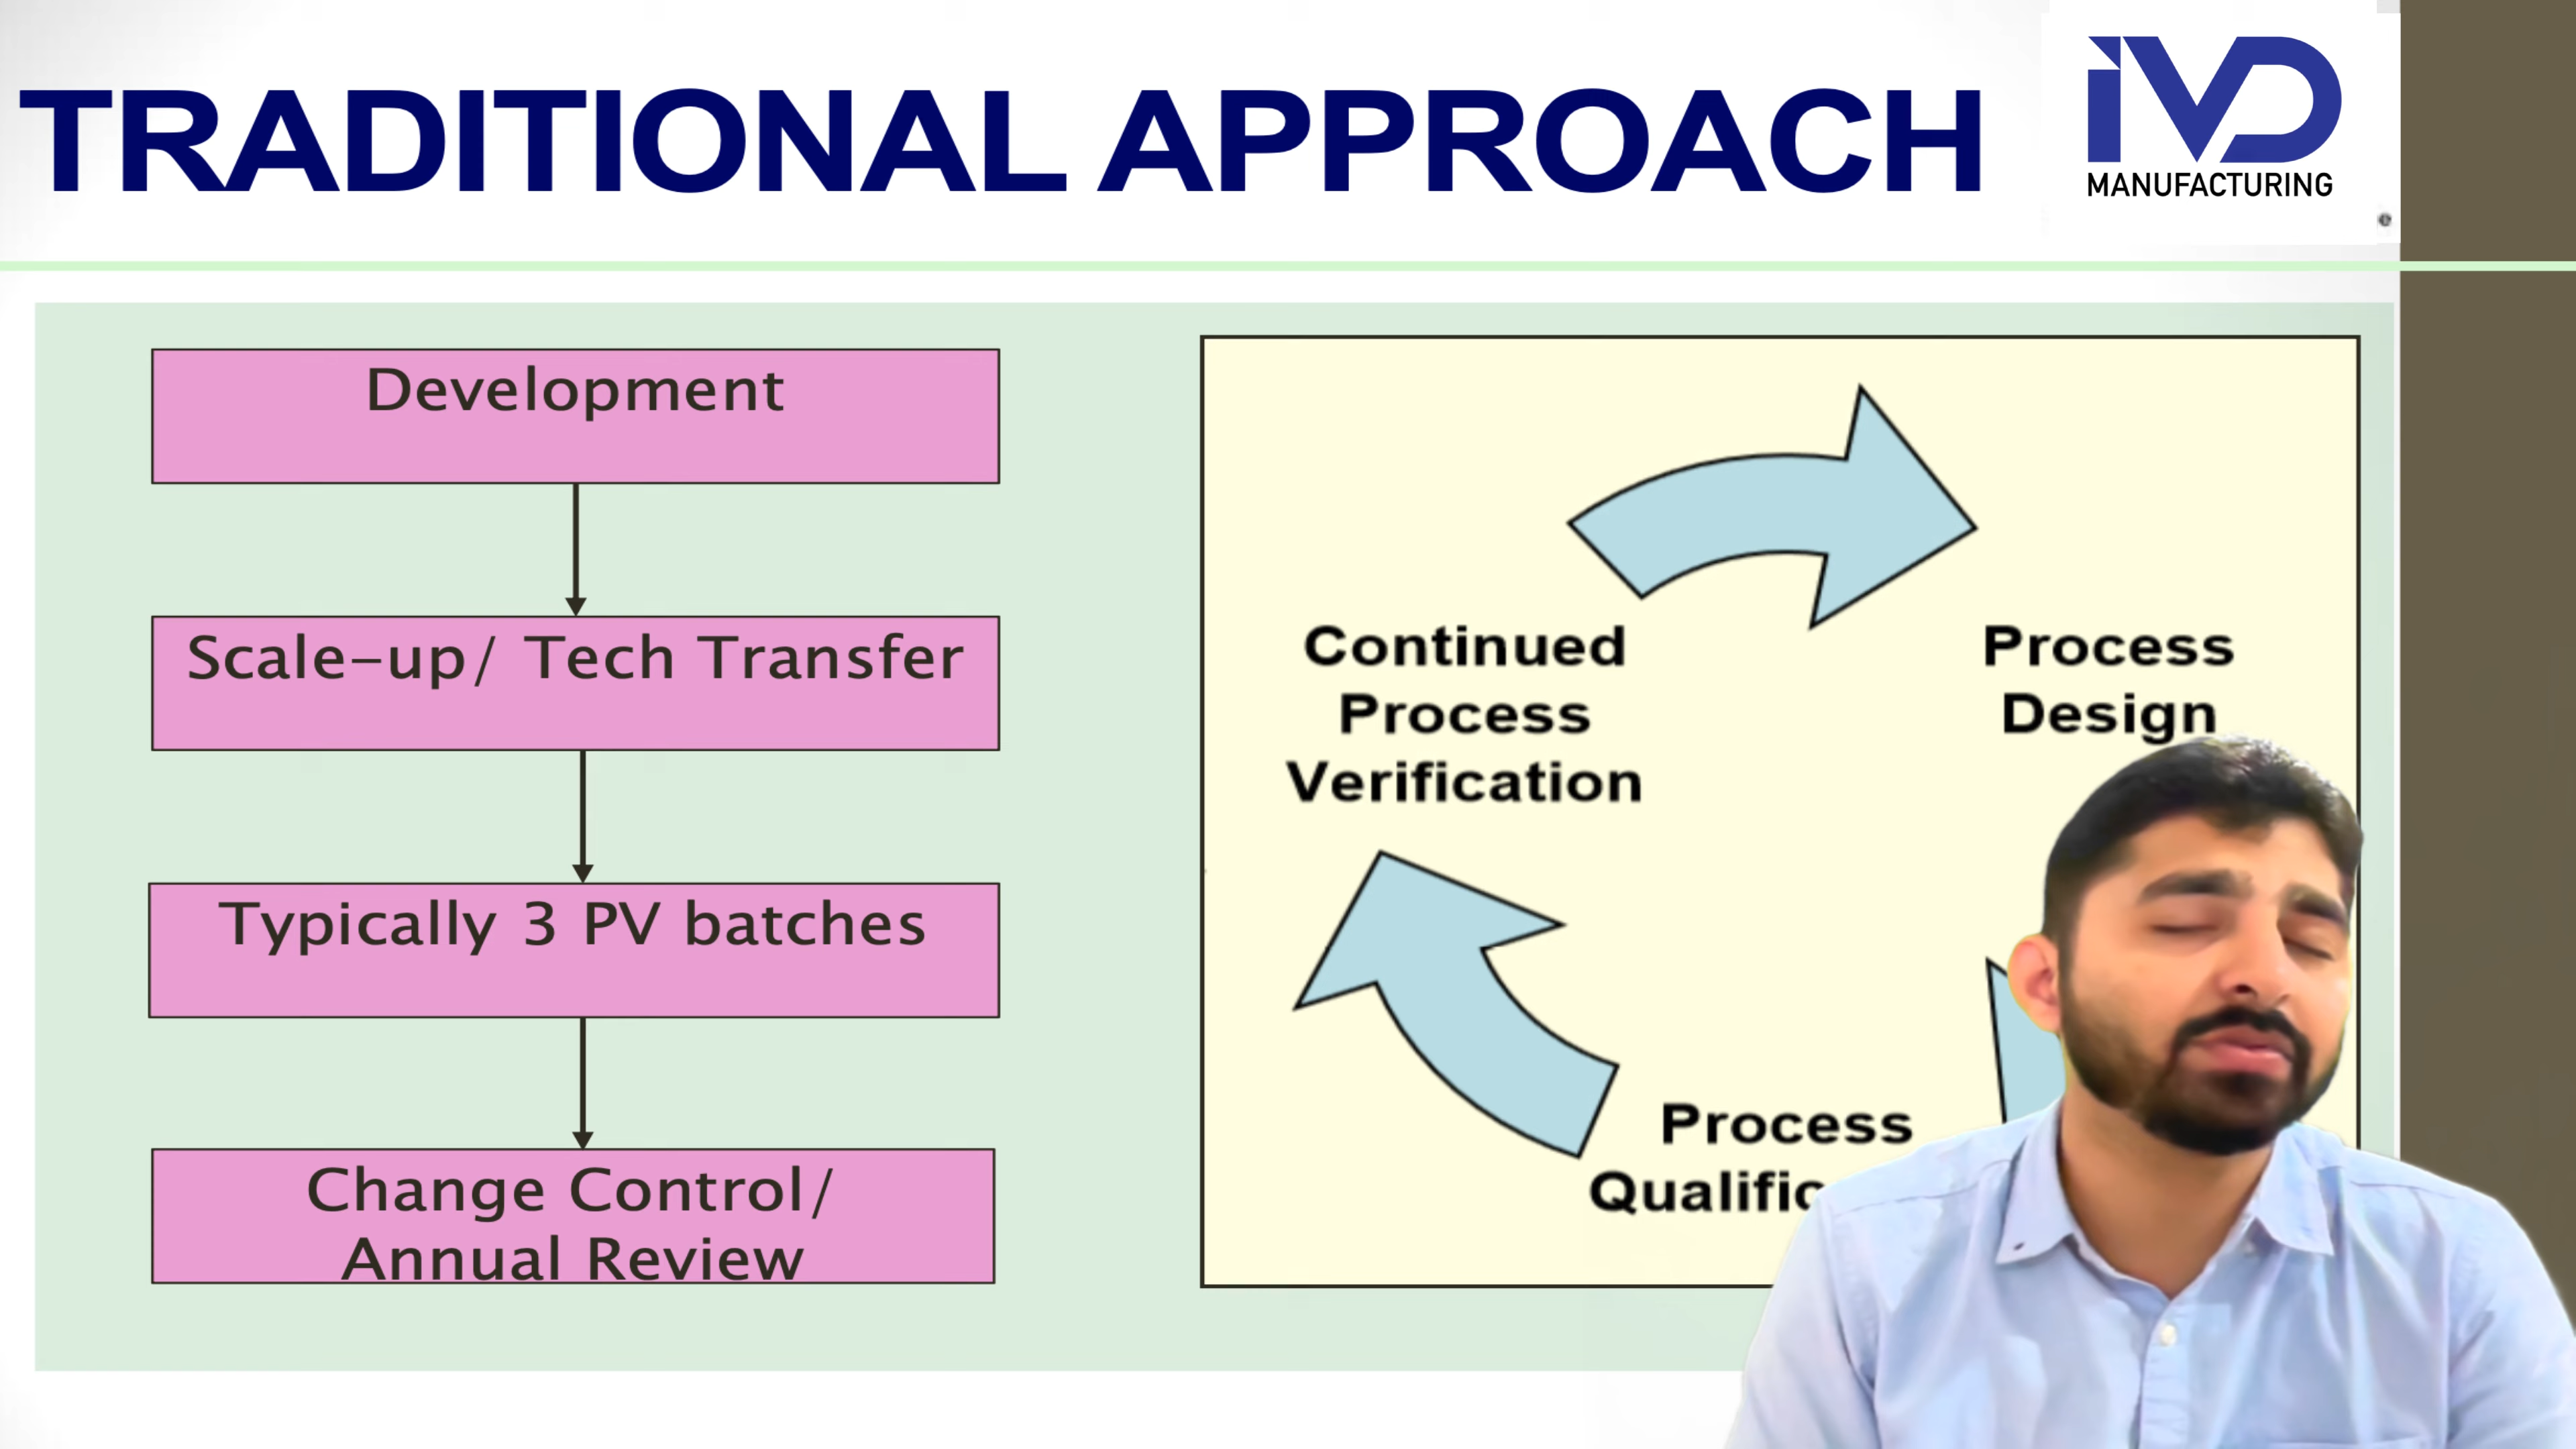 TRADITIONAL APPROACH
iVD
MANUFACTURING
e
Development
Scale-up/ Tech Transfer
Typically 3 PV batches
Change Control/
Annual Review
Continued
Process
Verification
Process
Design
Process